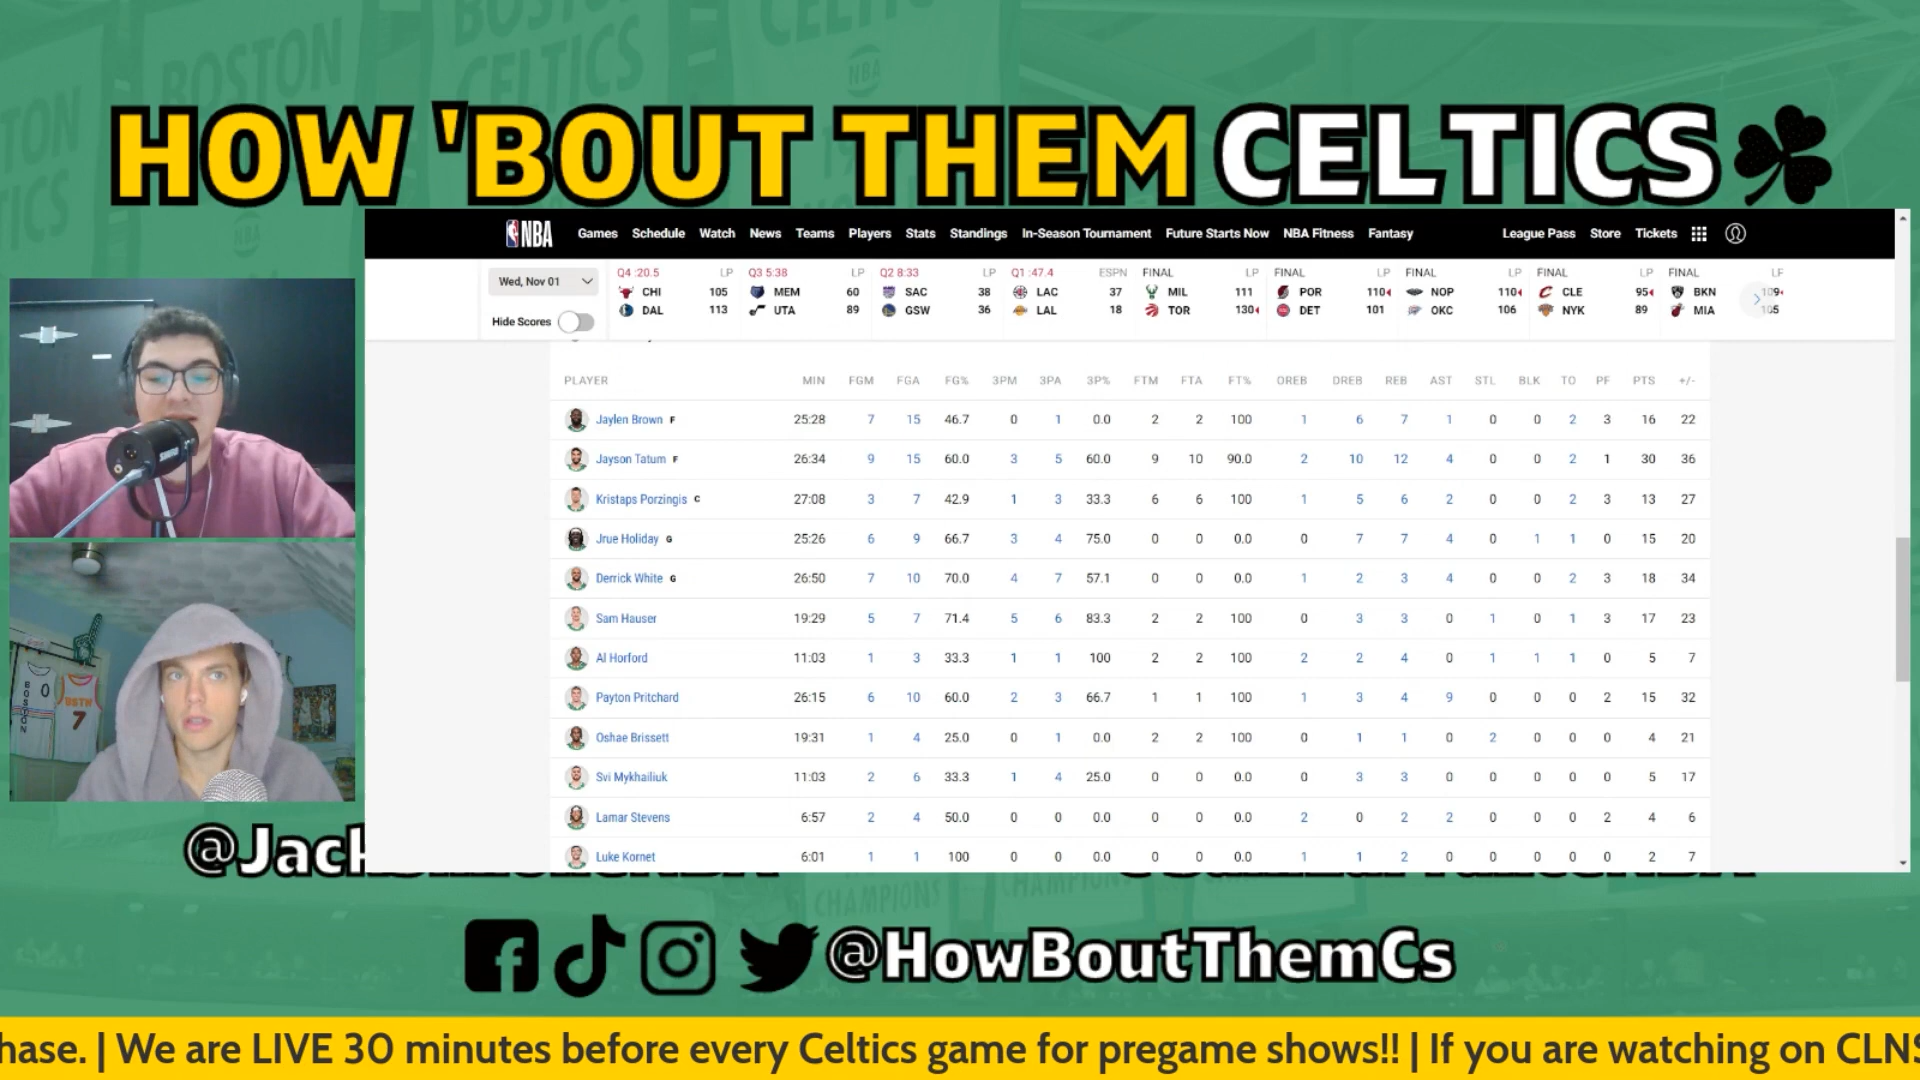 HOW 'BOUT THEM CELTICS
NBA Games Schedule Watch News Teams Players Stats Standings In-Season Tournament Future Starts Now NBA Fitness Fantasy League Pass Store Tickets
Wed, Nov 01
Hide Scores
Q4 :20.5 LP
CHI 105
DAL 113
Q3 5:38 LP
MEM 60
UTA 89
Q2 8:33 LP
SAC 38
GSW 36
Q1 :47.4 ESPN
LAC 37
LAL 18
FINAL LP
MIL 111
TOR 130
FINAL LP
POR 110
DET 101
FINAL LP
NOP 110
OKC 106
FINAL LP
CLE 95
NYK 89
FINAL
BKN 109
MIA 105
PLAYER MIN FGM FGA FG% 3PM 3PA 3P% FTM FTA FT% OREB DREB REB AST STL BLK TO PF PTS +/-
Jaylen Brown F 25:28 7 15 46.7 0 1 0.0 2 2 100 1 6 7 1 0 0 2 3 16 22
Jayson Tatum F 26:34 9 15 60.0 3 5 60.0 9 10 90.0 2 10 12 4 0 0 2 1 30 36
Kristaps Porzingis C 27:08 3 7 42.9 1 3 33.3 6 6 100 1 5 6 2 0 0 2 3 13 27
Jrue Holiday G 25:26 6 9 66.7 3 4 75.0 0 0 0.0 0 7 7 4 0 1 1 0 15 20
Derrick White G 26:50 7 10 70.0 4 7 57.1 0 0 0.0 1 2 3 4 0 0 2 3 18 34
Sam Hauser 19:29 5 7 71.4 5 6 83.3 2 2 100 0 3 3 0 1 0 1 3 17 23
Al Horford 11:03 1 3 33.3 1 1 100 2 2 100 2 2 4 0 1 1 1 0 5 7
Payton Pritchard 26:15 6 10 60.0 2 3 66.7 1 1 100 1 3 4 9 0 0 0 2 15 32
Oshae Brissett 19:31 1 4 25.0 0 1 0.0 2 2 100 0 1 1 0 2 0 0 0 4 21
Svi Mykhailiuk 11:03 2 6 33.3 1 4 25.0 0 0 0.0 0 3 3 0 0 0 0 0 5 17
Lamar Stevens 6:57 2 4 50.0 0 0 0.0 0 0 0.0 2 0 2 2 0 0 0 2 4 6
Luke Kornet 6:01 1 1 100 0 0 0.0 0 0 0.0 1 1 2 0 0 0 0 0 2 7
BOSTON
0
BSTN
7
@Jack
@HowBoutThemCs
hase. | We are LIVE 30 minutes before every Celtics game for pregame shows!! | If you are watching on CLNS